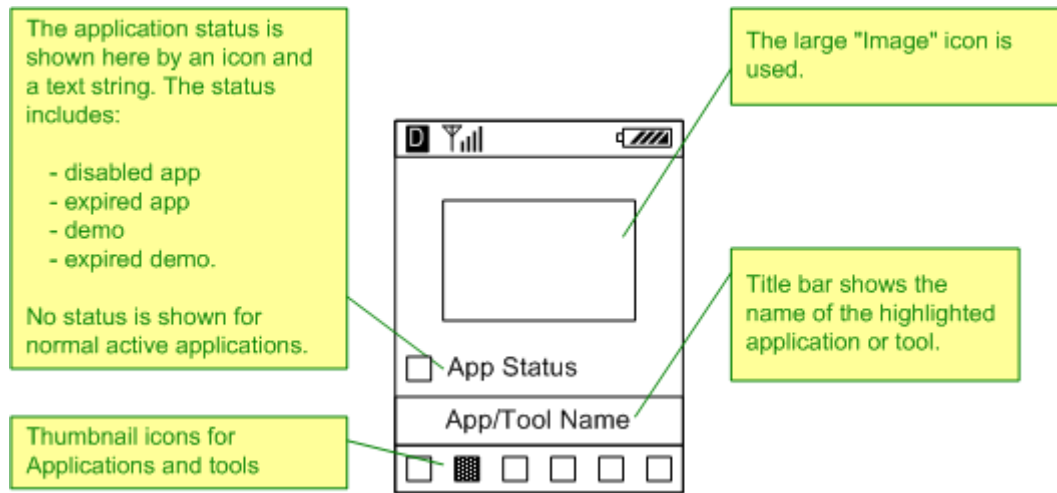 The application status is
shown here by an icon and
a text string. The status
includes:
- disabled app
- expired app
- demo
- expired demo.
No status is shown for
normal active applications.
The large "Image" icon is
used.
D
Title bar shows the
name of the highlighted
application or tool.
App Status
App/Tool Name
Thumbnail icons for
Applications and tools